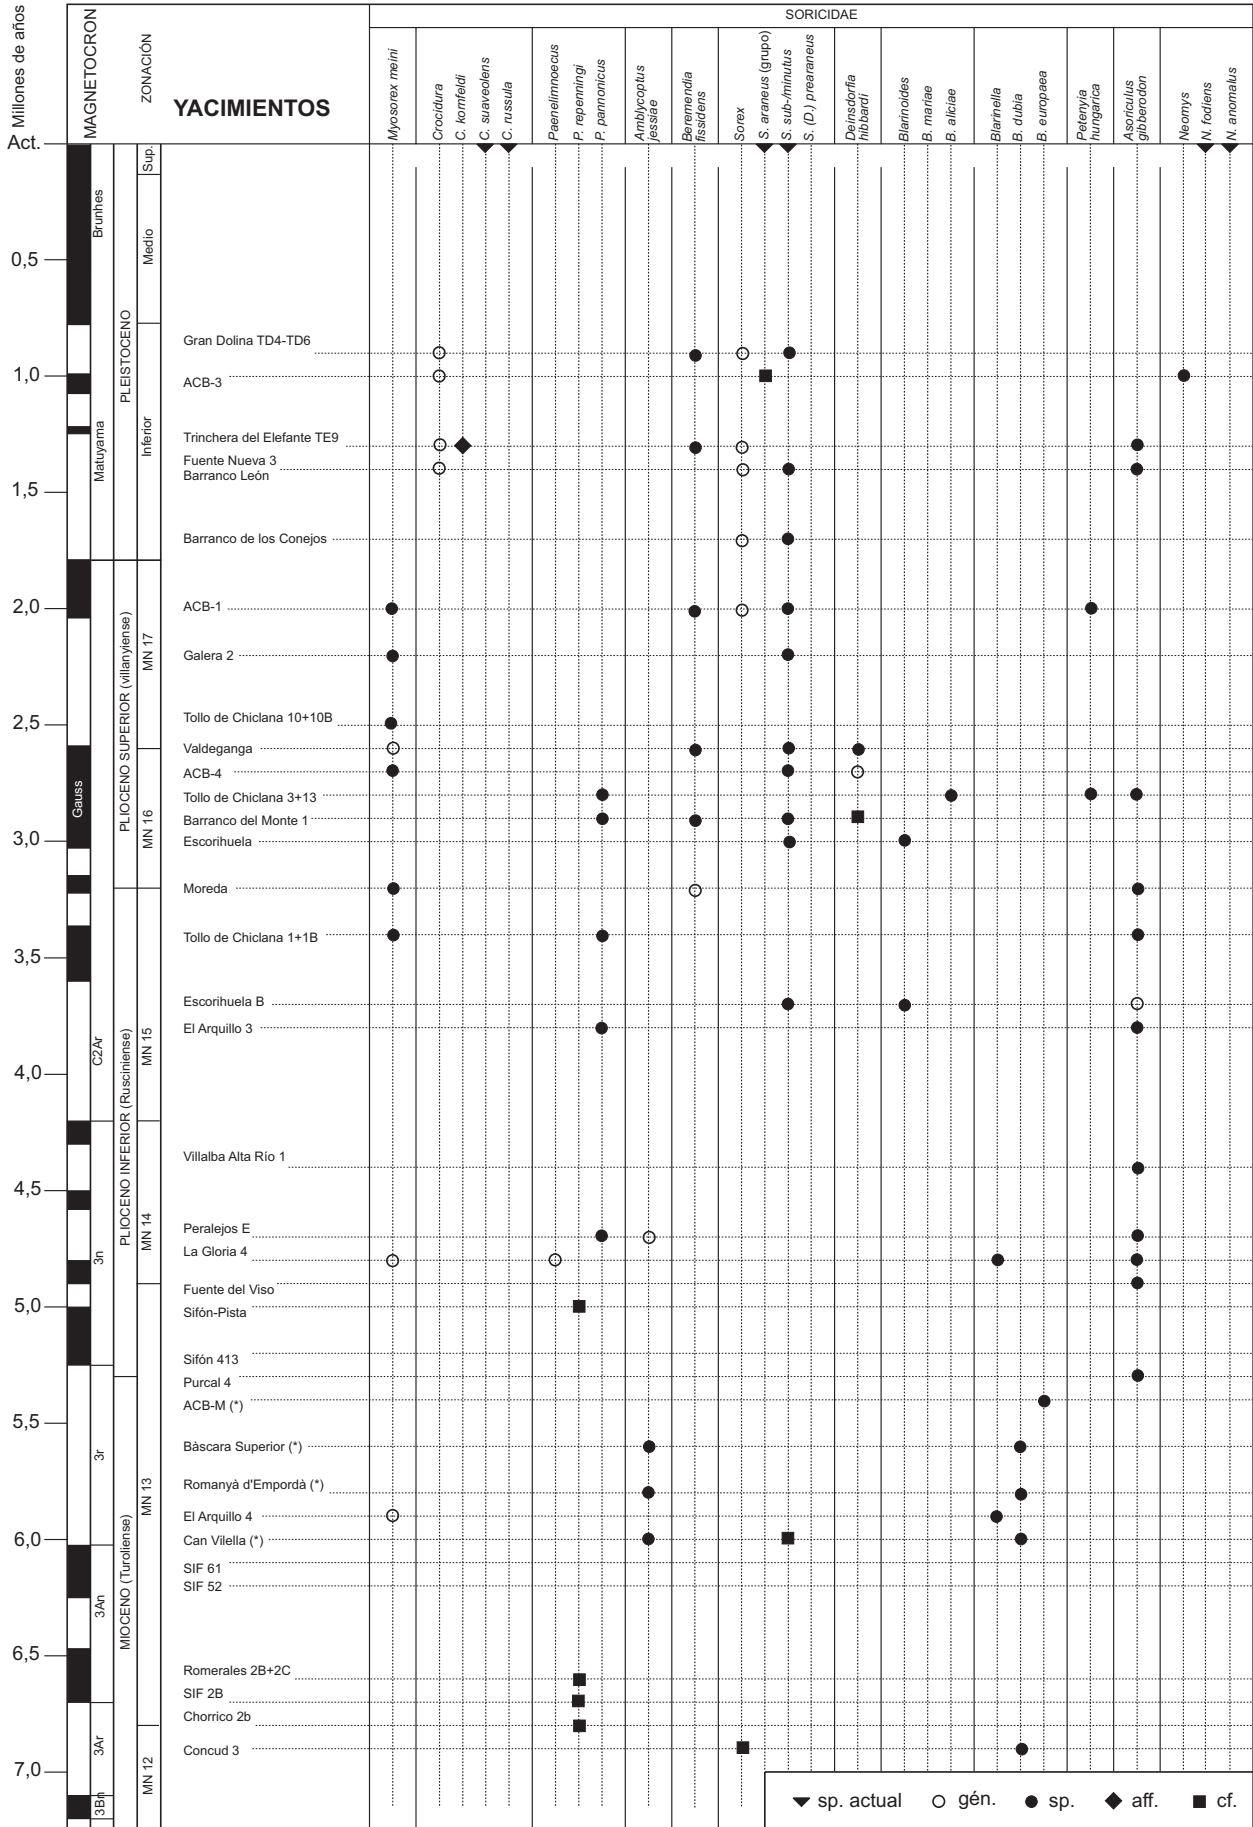 Millones de años
MAGNETOCRON
ZONACIÓN
YACIMIENTOS
SORICIDAE
Myosorex meini
Crocidura
C. kornfeldi
C. suaveolens
C. russula
Paenelimnoecus
P. repenningi
P. pannonicus
Amblycoptus
jessiae
Beremendia
fissidens
Sorex
S. araneus (grupo)
S. sub-/minutus
S. (D.) prearaneus
Deinsdorfia
hibbardi
Blarinoides
B. mariae
B. aliciae
Blarinella
B. dubia
B. europaea
Petenyia
hungarica
Asoriculus
gibberodon
Neomys
N. fodiens
N. anomalus
Act.
0,5
1,0
1,5
2,0
2,5
3,0
3,5
4,0
4,5
5,0
5,5
6,0
6,5
7,0
Brunhes
Matuyama
Gauss
C2Ar
3n
3r
3An
3Ar
3Bn
PLEISTOCENO
PLIOCENO SUPERIOR (villanyiense)
PLIOCENO INFERIOR (Rusciniense)
MIOCENO (Turoliense)
Sup.
Medio
Inferior
MN 17
MN 16
MN 15
MN 14
MN 13
MN 12
Gran Dolina TD4-TD6
ACB-3
Trinchera del Elefante TE9
Fuente Nueva 3
Barranco León
Barranco de los Conejos
ACB-1
Galera 2
Tollo de Chiclana 10+10B
Valdeganga
ACB-4
Tollo de Chiclana 3+13
Barranco del Monte 1
Escorihuela
Moreda
Tollo de Chiclana 1+1B
Escorihuela B
El Arquillo 3
Villalba Alta Río 1
Peralejos E
La Gloria 4
Fuente del Viso
Sifón-Pista
Sifón 413
Purcal 4
ACB-M (*)
Bàscara Superior (*)
Romanyà d'Empordà (*)
El Arquillo 4
Can Vilella (*)
SIF 61
SIF 52
Romerales 2B+2C
SIF 2B
Chorrico 2b
Concud 3
sp. actual
gén.
sp.
aff.
cf.